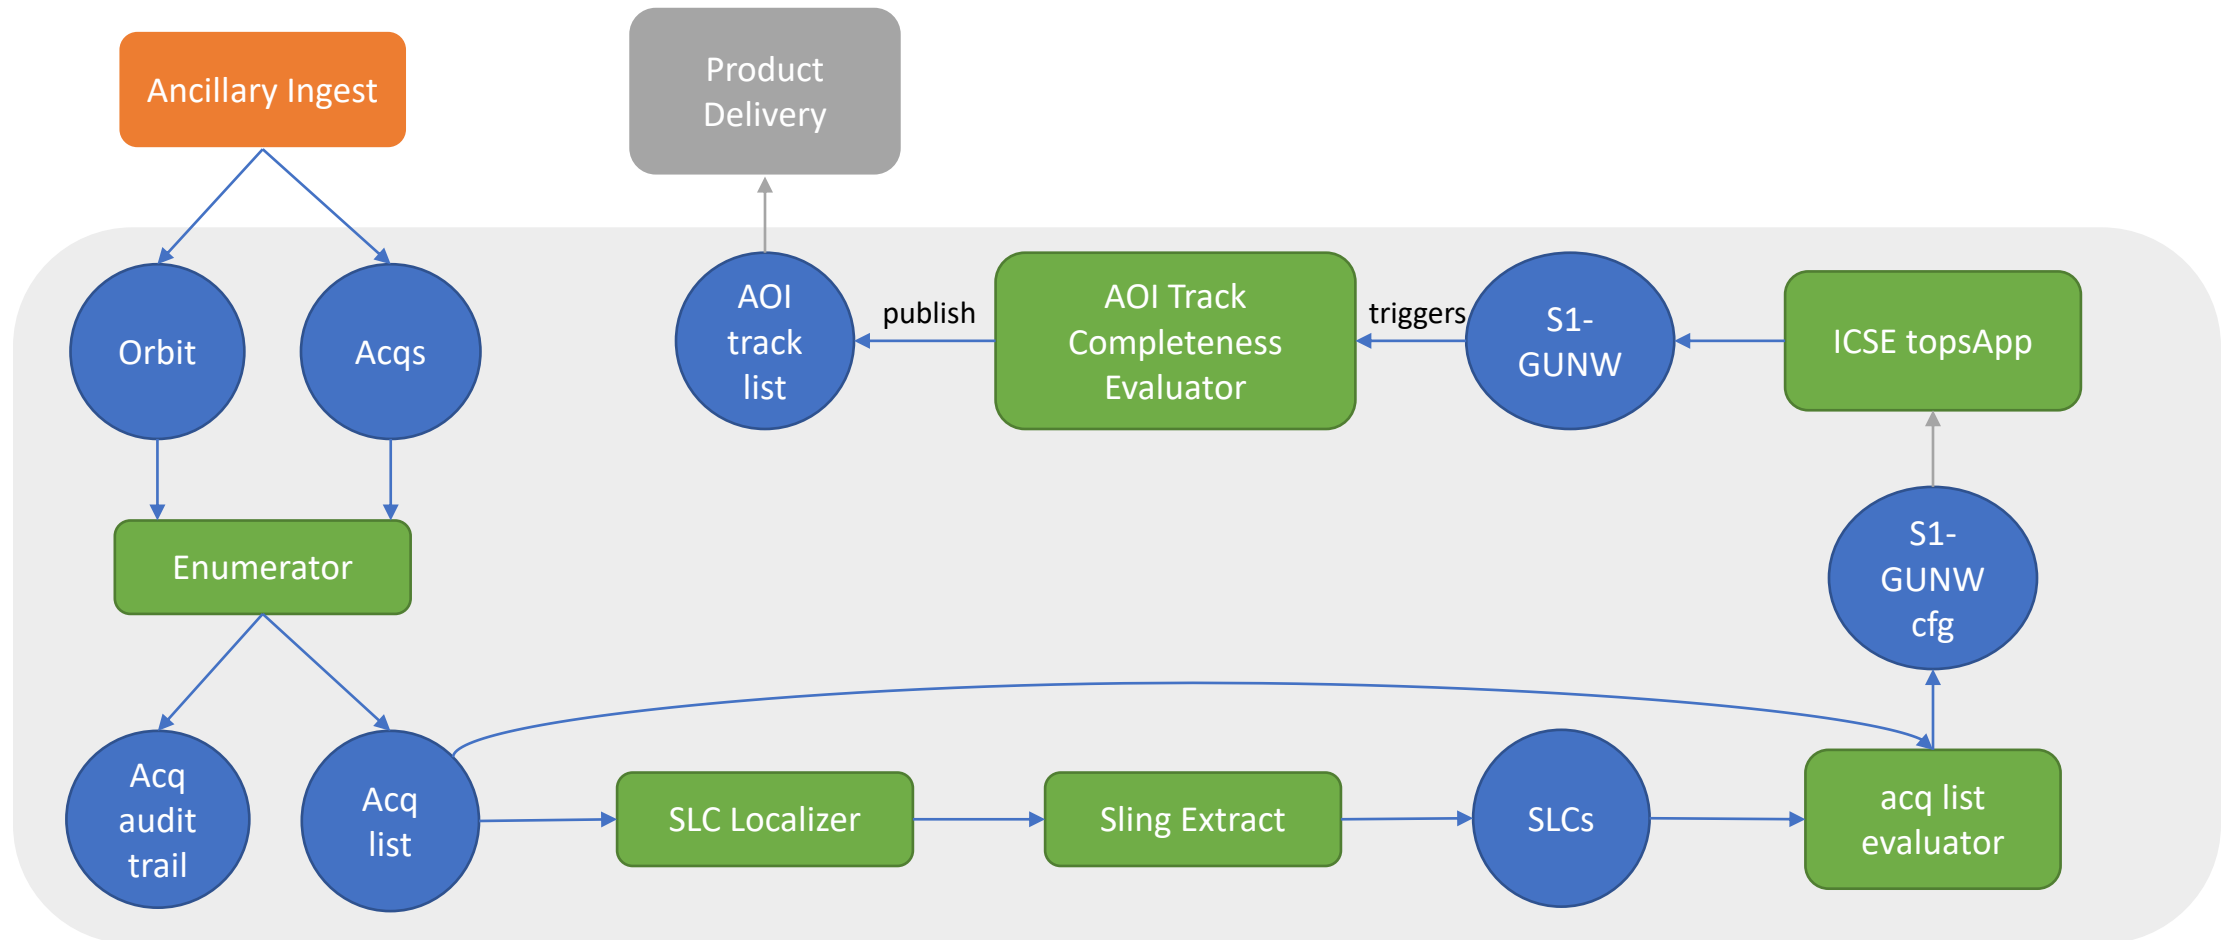 Ancillary Ingest
Product
Delivery
Orbit
Acqs
AOI
track
list
publish
AOI Track
Completeness
Evaluator
triggers
S1-
GUNW
ICSE topsApp
Enumerator
S1-
GUNW
cfg
Acq
audit
trail
Acq
list
SLC Localizer
Sling Extract
SLCs
acq list
evaluator